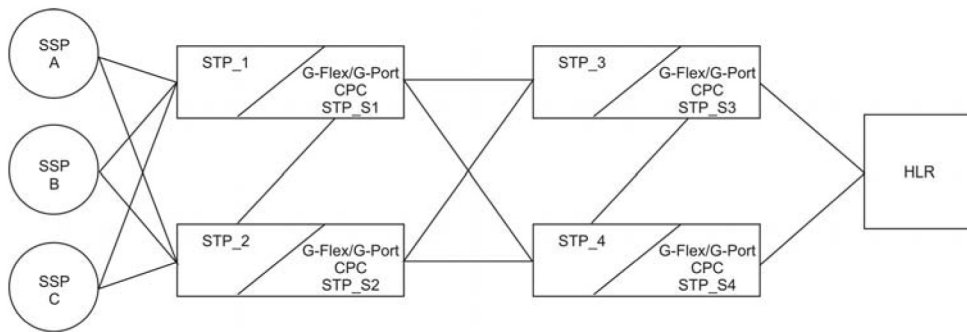 SSP
A
STP_1
G-Flex/G-Port
CPC
STP_S1
STP_3
G-Flex/G-Port
CPC
STP_S3
SSP
B
HLR
STP_2
G-Flex/G-Port
CPC
STP_S2
STP_4
G-Flex/G-Port
CPC
STP_S4
SSP
C